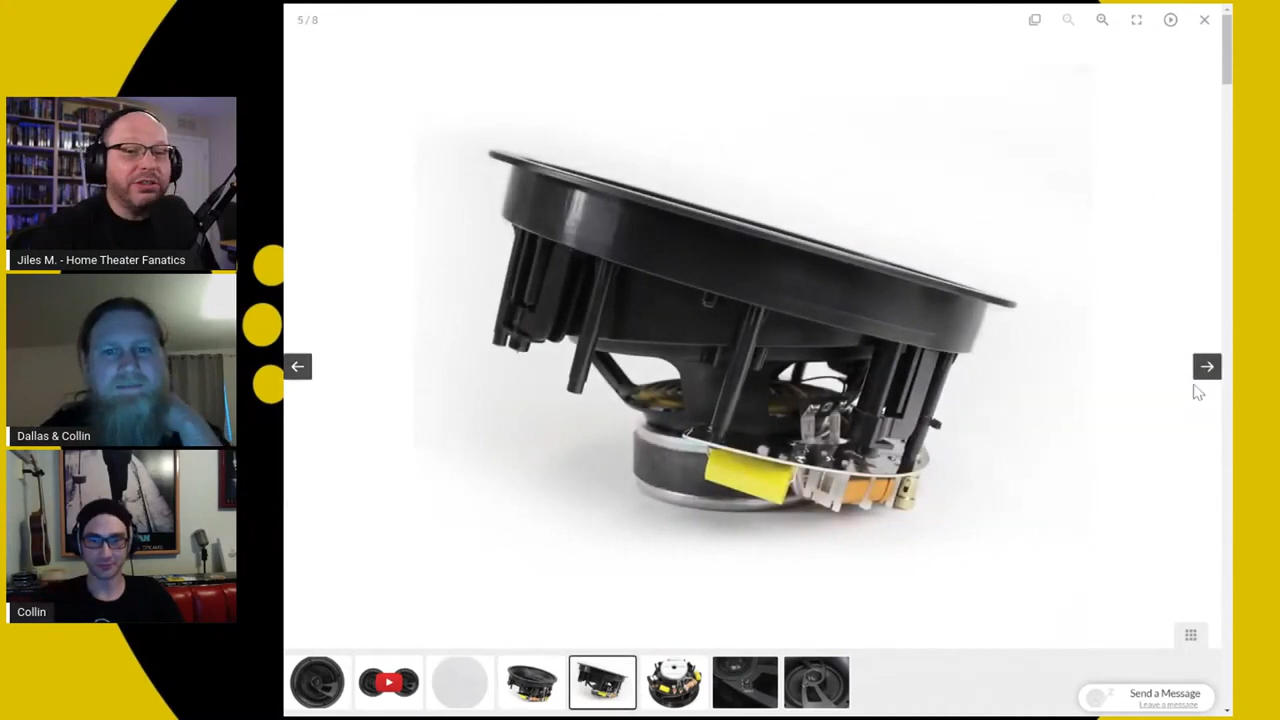 5 / 8
Jiles M. - Home Theater Fanatics
Dallas & Collin
Collin
Send a Message
Leave a message